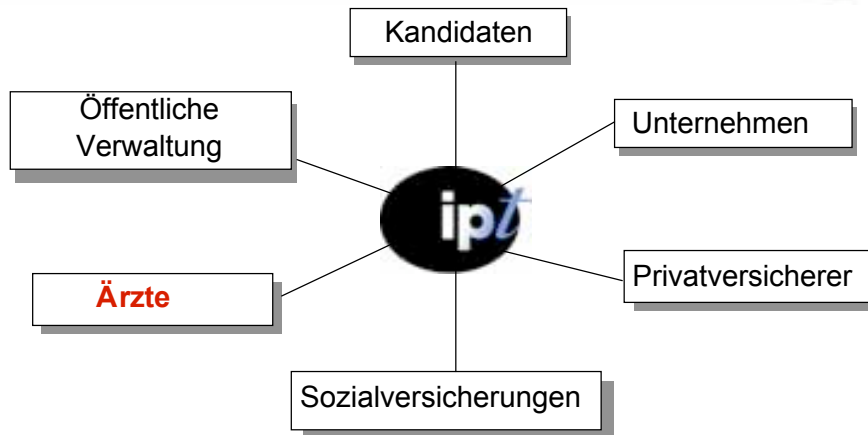 Kandidaten
Öffentliche
Verwaltung
Unternehmen
ipt
Ärzte
Privatversicherer
Sozialversicherungen